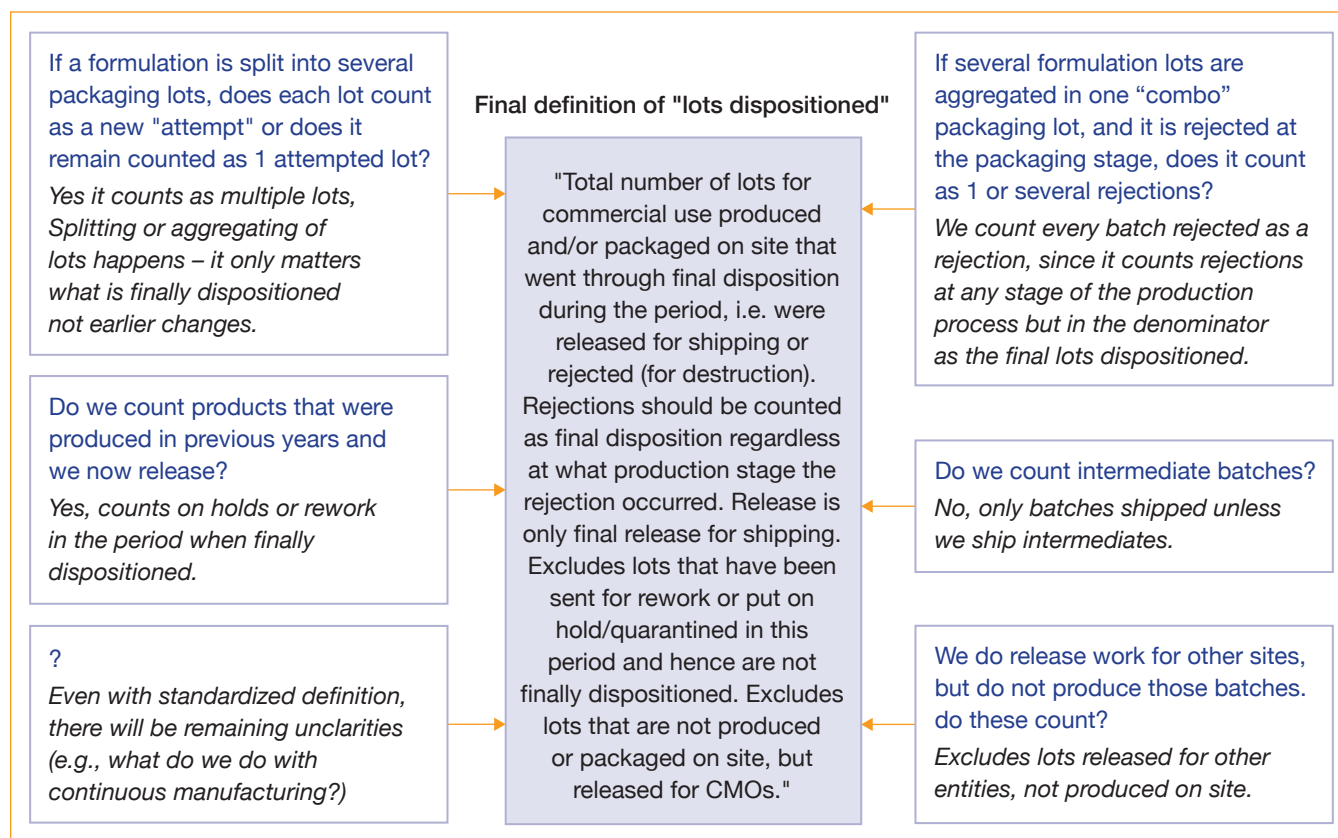 If a formulation is split into several
packaging lots, does each lot count
as a new "attempt" or does it
remain counted as 1 attempted lot?
Yes it counts as multiple lots,
Splitting or aggregating of
lots happens – it only matters
what is finally dispositioned
not earlier changes.
Do we count products that were
produced in previous years and
we now release?
Yes, counts on holds or rework
in the period when finally
dispositioned.
?
Even with standardized definition,
there will be remaining unclarities
(e.g., what do we do with
continuous manufacturing?)
Final definition of "lots dispositioned"
"Total number of lots for
commercial use produced
and/or packaged on site that
went through final disposition
during the period, i.e. were
released for shipping or
rejected (for destruction).
Rejections should be counted
as final disposition regardless
at what production stage the
rejection occurred. Release is
only final release for shipping.
Excludes lots that have been
sent for rework or put on
hold/quarantined in this
period and hence are not
finally dispositioned. Excludes
lots that are not produced
or packaged on site, but
released for CMOs."
If several formulation lots are
aggregated in one “combo”
packaging lot, and it is rejected at
the packaging stage, does it count
as 1 or several rejections?
We count every batch rejected as a
rejection, since it counts rejections
at any stage of the production
process but in the denominator
as the final lots dispositioned.
Do we count intermediate batches?
No, only batches shipped unless
we ship intermediates.
We do release work for other sites,
but do not produce those batches.
do these count?
Excludes lots released for other
entities, not produced on site.